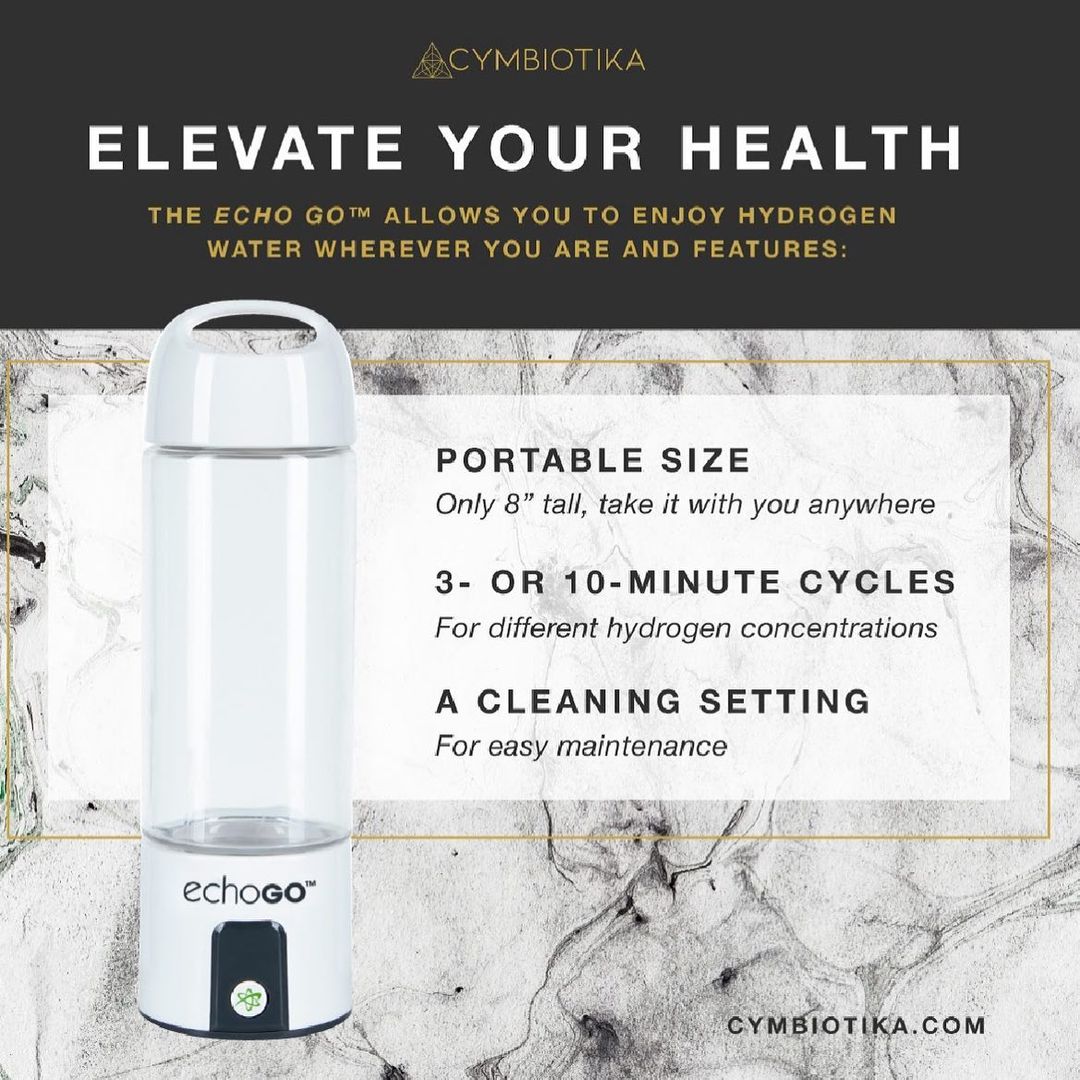 CYMBIOTIKA
ELEVATE YOUR HEALTH
THE ECHO GO™ ALLOWS YOU TO ENJOY HYDROGEN
WATER WHEREVER YOU ARE AND FEATURES:
PORTABLE SIZE
Only 8” tall, take it with you anywhere
3- OR 10-MINUTE CYCLES
For different hydrogen concentrations
A CLEANING SETTING
For easy maintenance
echoGO™
CYMBIOTIKA.COM